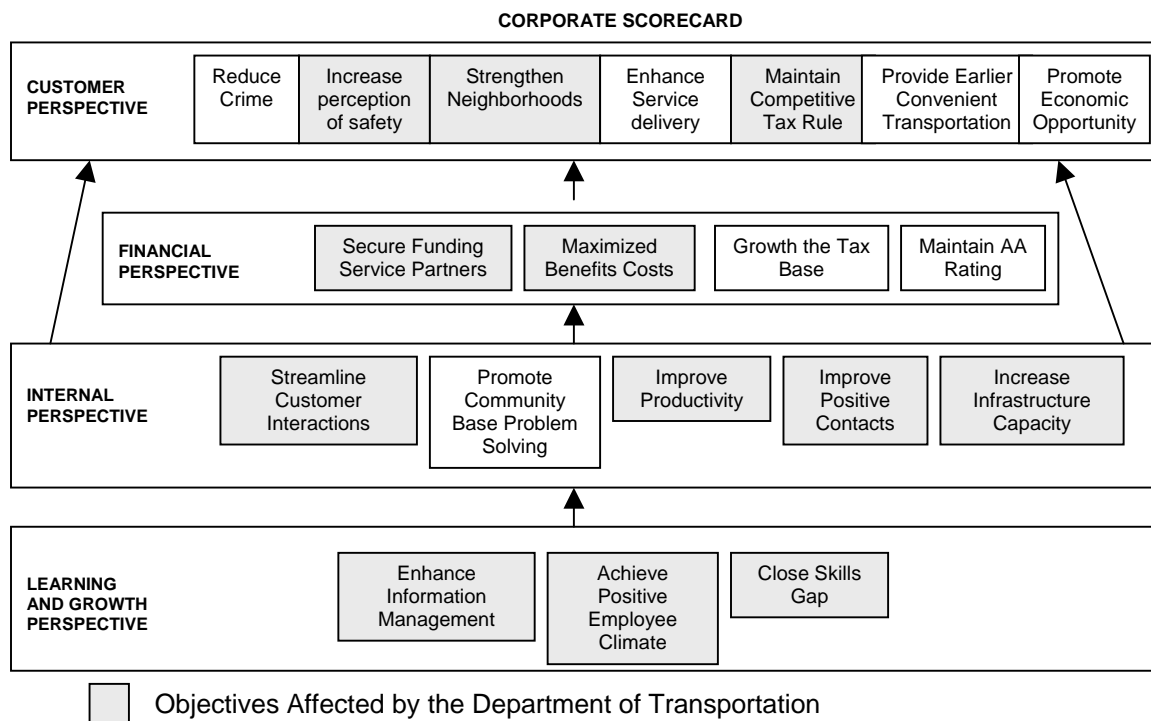 CORPORATE SCORECARD
CUSTOMER
PERSPECTIVE
Reduce
Crime
Increase
perception
of safety
Strengthen
Neighborhoods
Enhance
Service
delivery
Maintain
Competitive
Tax Rule
Provide Earlier
Convenient
Transportation
Promote
Economic
Opportunity
FINANCIAL
PERSPECTIVE
Secure Funding
Service Partners
Maximized
Benefits Costs
Growth the Tax
Base
Maintain AA
Rating
INTERNAL
PERSPECTIVE
Streamline
Customer
Interactions
Promote
Community
Base Problem
Solving
Improve
Productivity
Improve
Positive
Contacts
Increase
Infrastructure
Capacity
LEARNING
AND GROWTH
PERSPECTIVE
Enhance
Information
Management
Achieve
Positive
Employee
Climate
Close Skills
Gap
Objectives Affected by the Department of Transportation